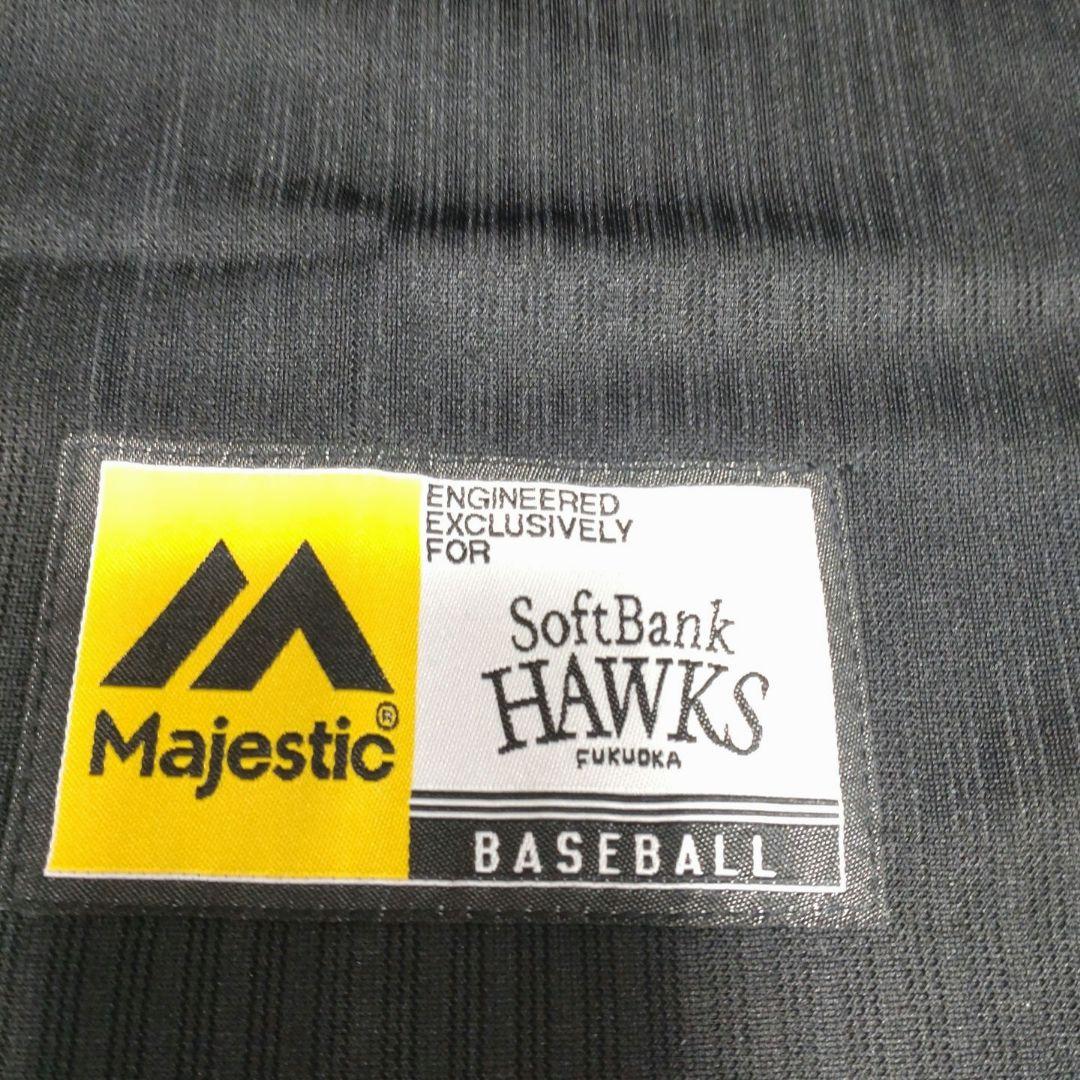 Majestic®
ENGINEERED
EXCLUSIVELY
FOR
SoftBank
HAWKS
FUKUOKA
BASEBALL